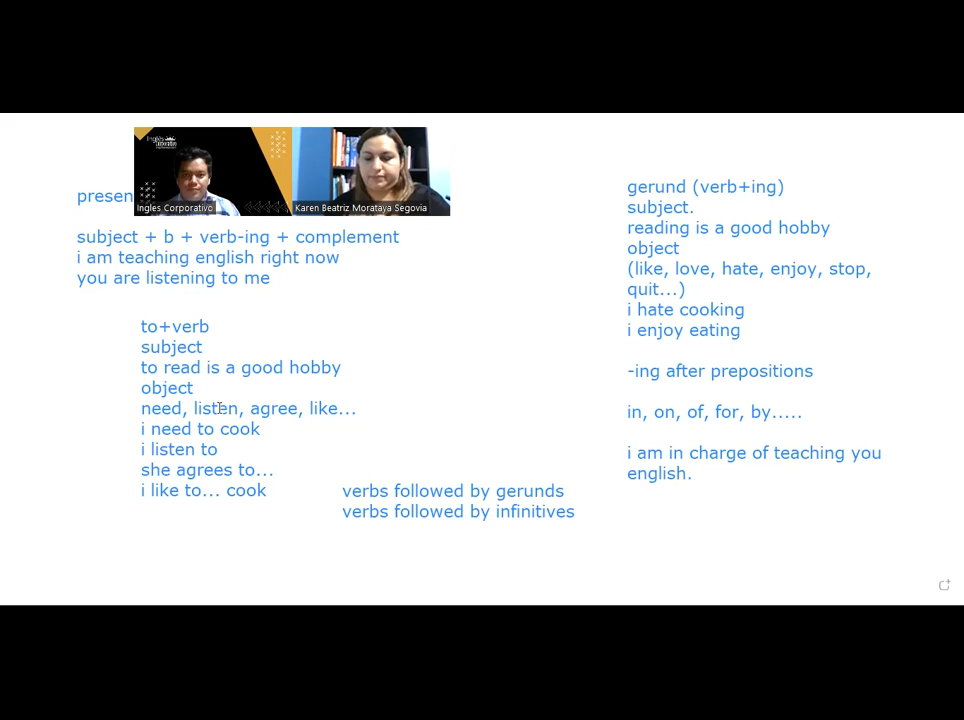 Inglés
Ingles Corporativo
Karen Beatriz Morataya Segovia
presen
subject + b + verb-ing + complement
i am teaching english right now
you are listening to me
to+verb
subject
to read is a good hobby
object
need, listen, agree, like...
i need to cook
i listen to
she agrees to...
i like to... cook
verbs followed by gerunds
verbs followed by infinitives
gerund (verb+ing)
subject.
reading is a good hobby
object
(like, love, hate, enjoy, stop,
quit...)
i hate cooking
i enjoy eating
-ing after prepositions
in, on, of, for, by.....
i am in charge of teaching you
english.